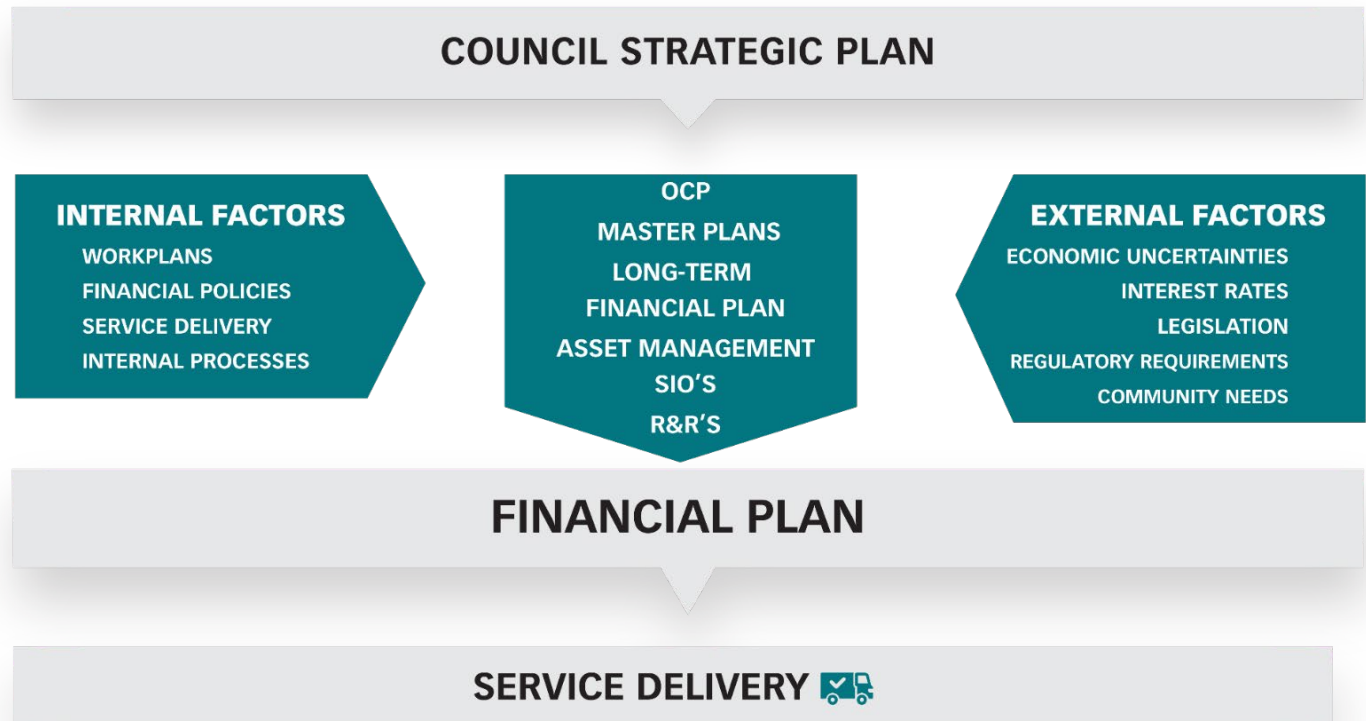 COUNCIL STRATEGIC PLAN
INTERNAL FACTORS
WORKPLANS
FINANCIAL POLICIES
SERVICE DELIVERY
INTERNAL PROCESSES
OCP
MASTER PLANS
LONG-TERM
FINANCIAL PLAN
ASSET MANAGEMENT
SIO'S
R&R'S
EXTERNAL FACTORS
ECONOMIC UNCERTAINTIES
INTEREST RATES
LEGISLATION
REGULATORY REQUIREMENTS
COMMUNITY NEEDS
FINANCIAL PLAN
SERVICE DELIVERY